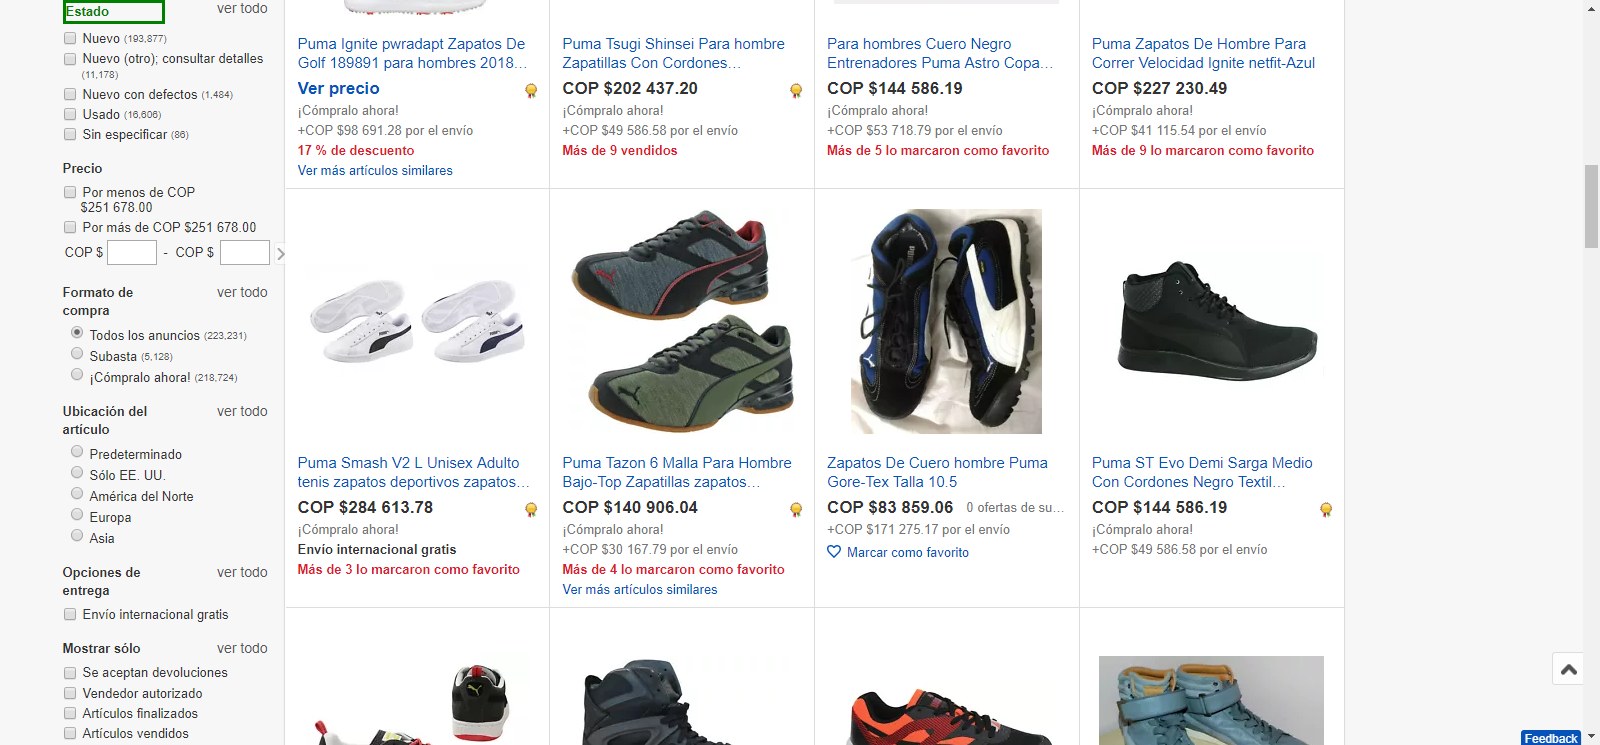 Estado
ver todo
Nuevo (193,877)
Nuevo (otro); consultar detalles
(11,178)
Nuevo con defectos (1,484)
Usado (16,606)
Sin especificar (86)
Precio
Por menos de COP
$251 678.00
Por más de COP $251 678.00
COP $ - COP $
Formato de
compra
ver todo
Todos los anuncios (223,231)
Subasta (5,128)
¡Cómpralo ahora! (218,724)
Ubicación del
artículo
ver todo
Predeterminado
Sólo EE. UU.
América del Norte
Europa
Asia
Opciones de
entrega
ver todo
Envío internacional gratis
Mostrar sólo
ver todo
Se aceptan devoluciones
Vendedor autorizado
Artículos finalizados
Artículos vendidos
Puma Ignite pwradapt Zapatos De
Golf 189891 para hombres 2018…
Ver precio
¡Cómpralo ahora!
+COP $98 691.28 por el envío
17 % de descuento
Ver más artículos similares
Puma Tsugi Shinsei Para hombre
Zapatillas Con Cordones…
COP $202 437.20
¡Cómpralo ahora!
+COP $49 586.58 por el envío
Más de 9 vendidos
Para hombres Cuero Negro
Entrenadores Puma Astro Copa…
COP $144 586.19
¡Cómpralo ahora!
+COP $53 718.79 por el envío
Más de 5 lo marcaron como favorito
Puma Zapatos De Hombre Para
Correr Velocidad Ignite netfit-Azul
COP $227 230.49
¡Cómpralo ahora!
+COP $41 115.54 por el envío
Más de 9 lo marcaron como favorito
Puma Smash V2 L Unisex Adulto
tenis zapatos deportivos zapatos…
COP $284 613.78
¡Cómpralo ahora!
Envío internacional gratis
Más de 3 lo marcaron como favorito
Puma Tazon 6 Malla Para Hombre
Bajo-Top Zapatillas zapatos…
COP $140 906.04
¡Cómpralo ahora!
+COP $30 167.79 por el envío
Más de 4 lo marcaron como favorito
Ver más artículos similares
Zapatos De Cuero hombre Puma
Gore-Tex Talla 10.5
COP $83 859.06 0 ofertas de su…
+COP $171 275.17 por el envío
Marcar como favorito
Puma ST Evo Demi Sarga Medio
Con Cordones Negro Textil…
COP $144 586.19
¡Cómpralo ahora!
+COP $49 586.58 por el envío
Feedback